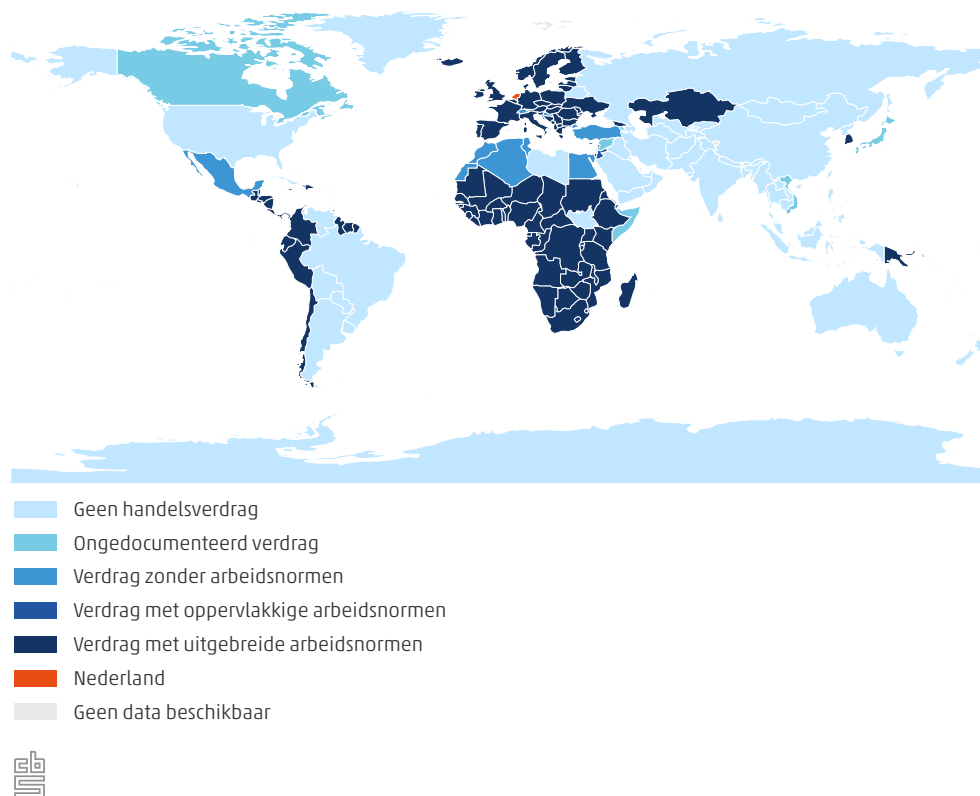 Geen handelsverdrag
Ongedocumenteerd verdrag
Verdrag zonder arbeidsnormen
Verdrag met oppervlakkige arbeidsnormen
Verdrag met uitgebreide arbeidsnormen
Nederland
Geen data beschikbaar
cb